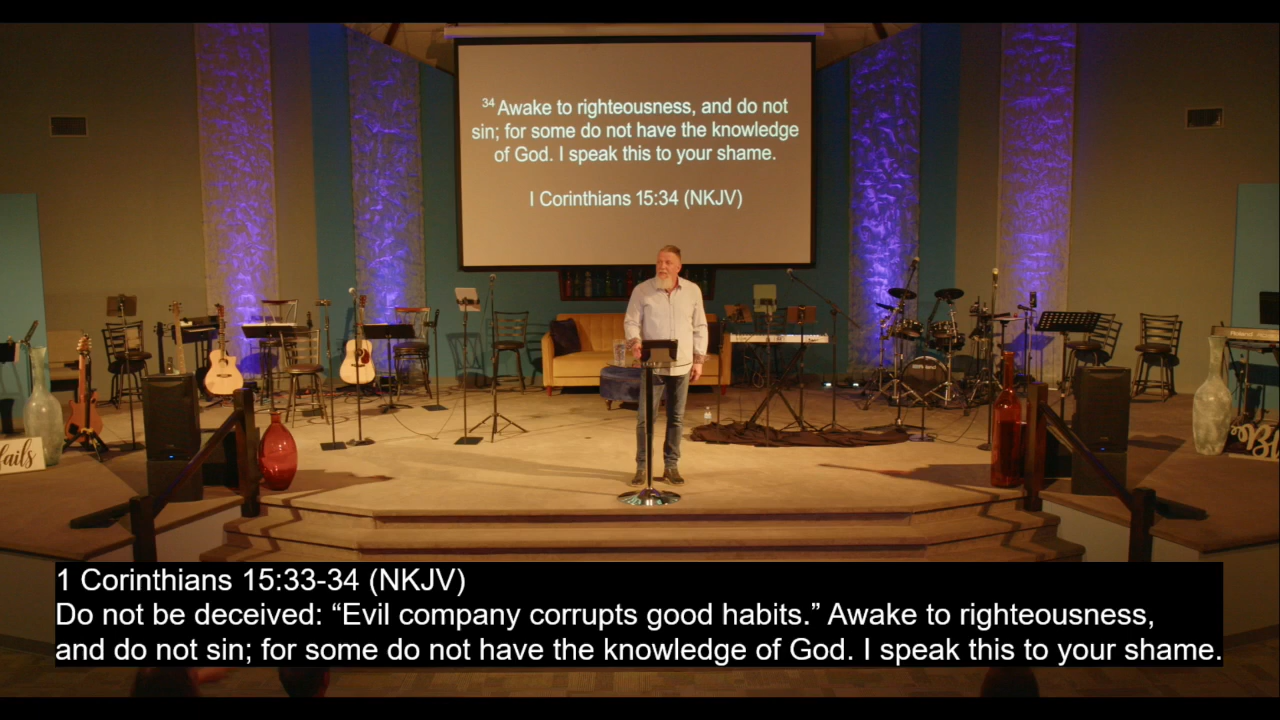 34 Awake to righteousness, and do not
sin; for some do not have the knowledge
of God. I speak this to your shame.
I Corinthians 15:34 (NKJV)
fails
Roland
1 Corinthians 15:33-34 (NKJV)
Do not be deceived: “Evil company corrupts good habits.” Awake to righteousness,
and do not sin; for some do not have the knowledge of God. I speak this to your shame.